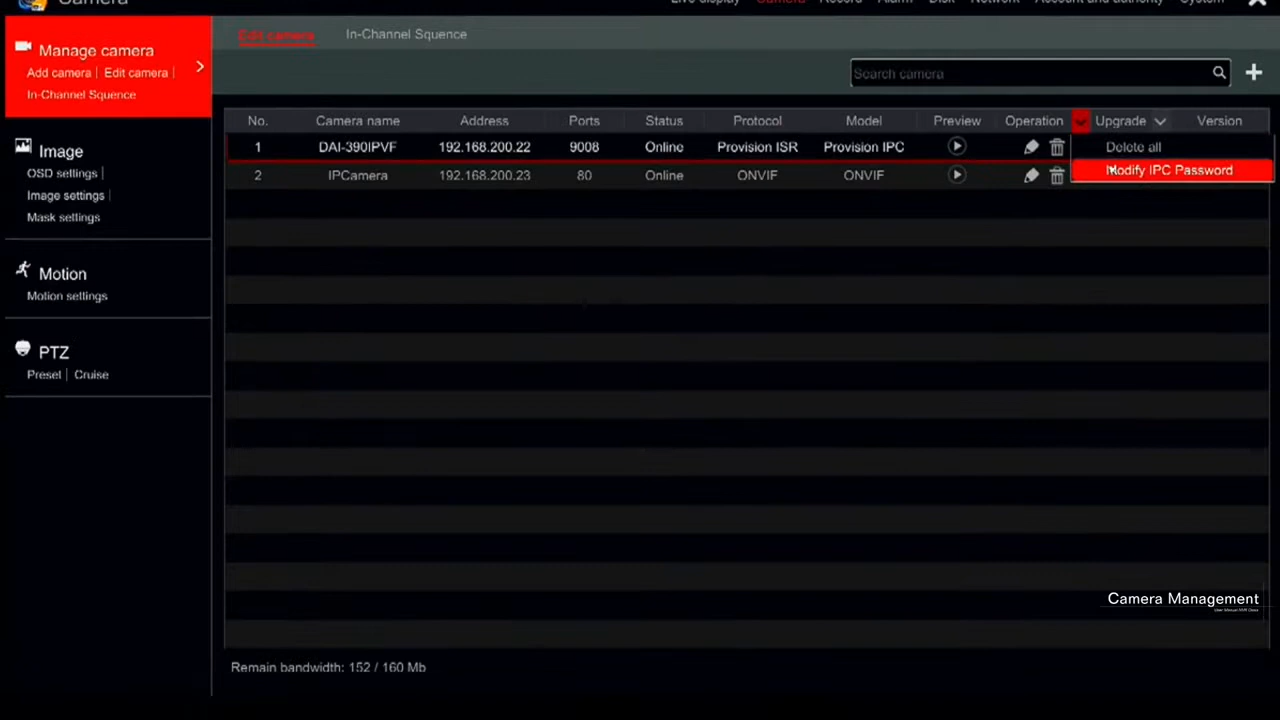 Camera
Live display Camera Record Alarm Disk Network Account and authority System
Manage camera
Add camera | Edit camera |
In-Channel Squence
Image
OSD settings |
Image settings |
Mask settings
Motion
Motion settings
PTZ
Preset | Cruise
Edit camera In-Channel Squence
Search camera
No. Camera name Address Ports Status Protocol Model Preview Operation Upgrade Version
1 DAI-390IPVF 192.168.200.22 9008 Online Provision ISR Provision IPC
2 IPCamera 192.168.200.23 80 Online ONVIF ONVIF
Delete all
Modify IPC Password
Camera Management
User Manual NVR Ossia
Remain bandwidth: 152 / 160 Mb